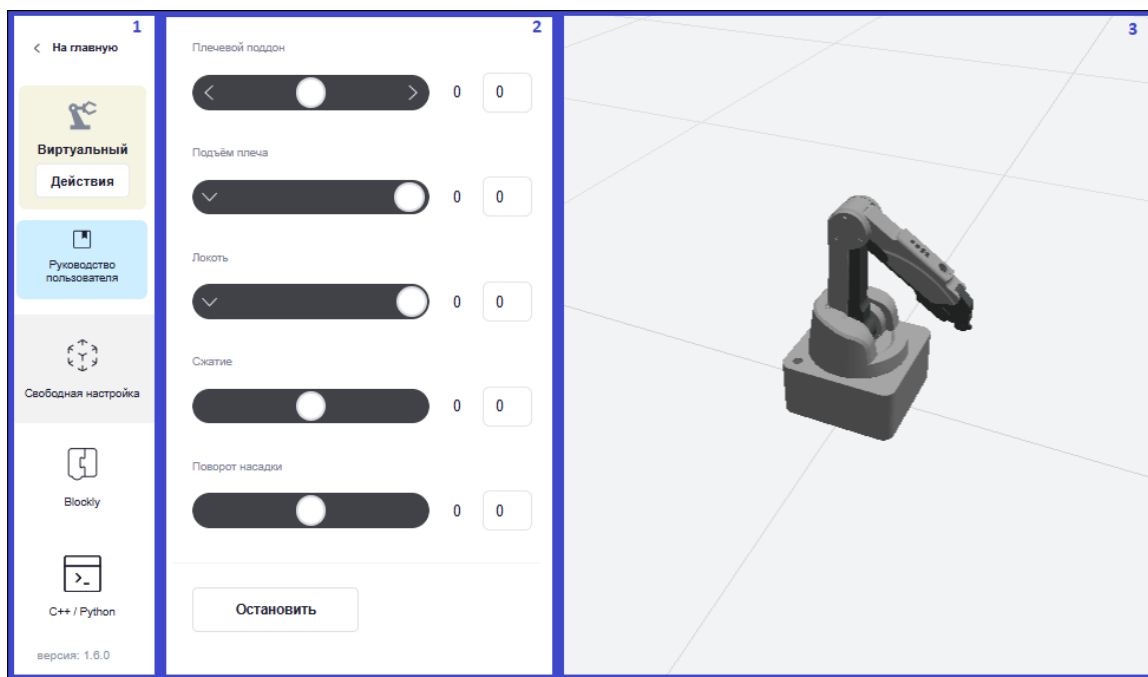 1
На главную
Виртуальный
Действия
Руководство
пользователя
Свободная настройка
Blockly
>_
C++ / Python
версия: 1.6.0
2
Плечевой поддон
0 0
Подъём плеча
0 0
Локоть
0 0
Сжатие
0 0
Поворот насадки
0 0
Остановить
3